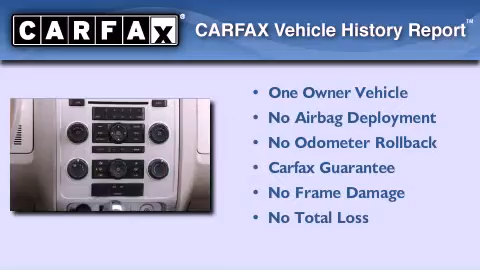 CARFAX® CARFAX Vehicle History Report™
One Owner Vehicle
No Airbag Deployment
No Odometer Rollback
Carfax Guarantee
No Frame Damage
No Total Loss